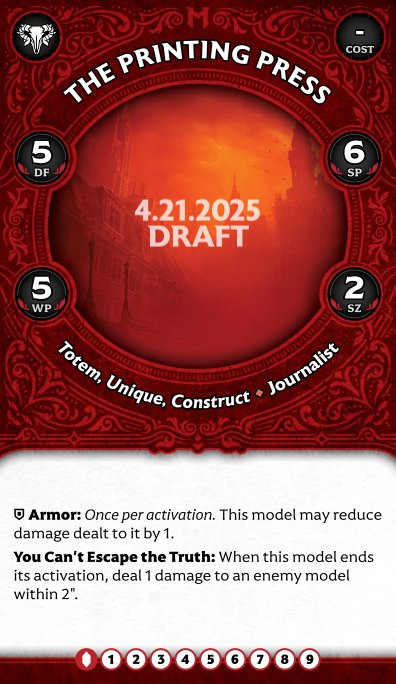 -
COST
THE PRINTING PRESS
5
DF
6
SP
4.21.2025
DRAFT
5
WP
2
SZ
Totem, Unique, Construct ♦ Journalist
Armor: Once per activation. This model may reduce
damage dealt to it by 1.
You Can't Escape the Truth: When this model ends
its activation, deal 1 damage to an enemy model
within 2".
1 2 3 4 5 6 7 8 9